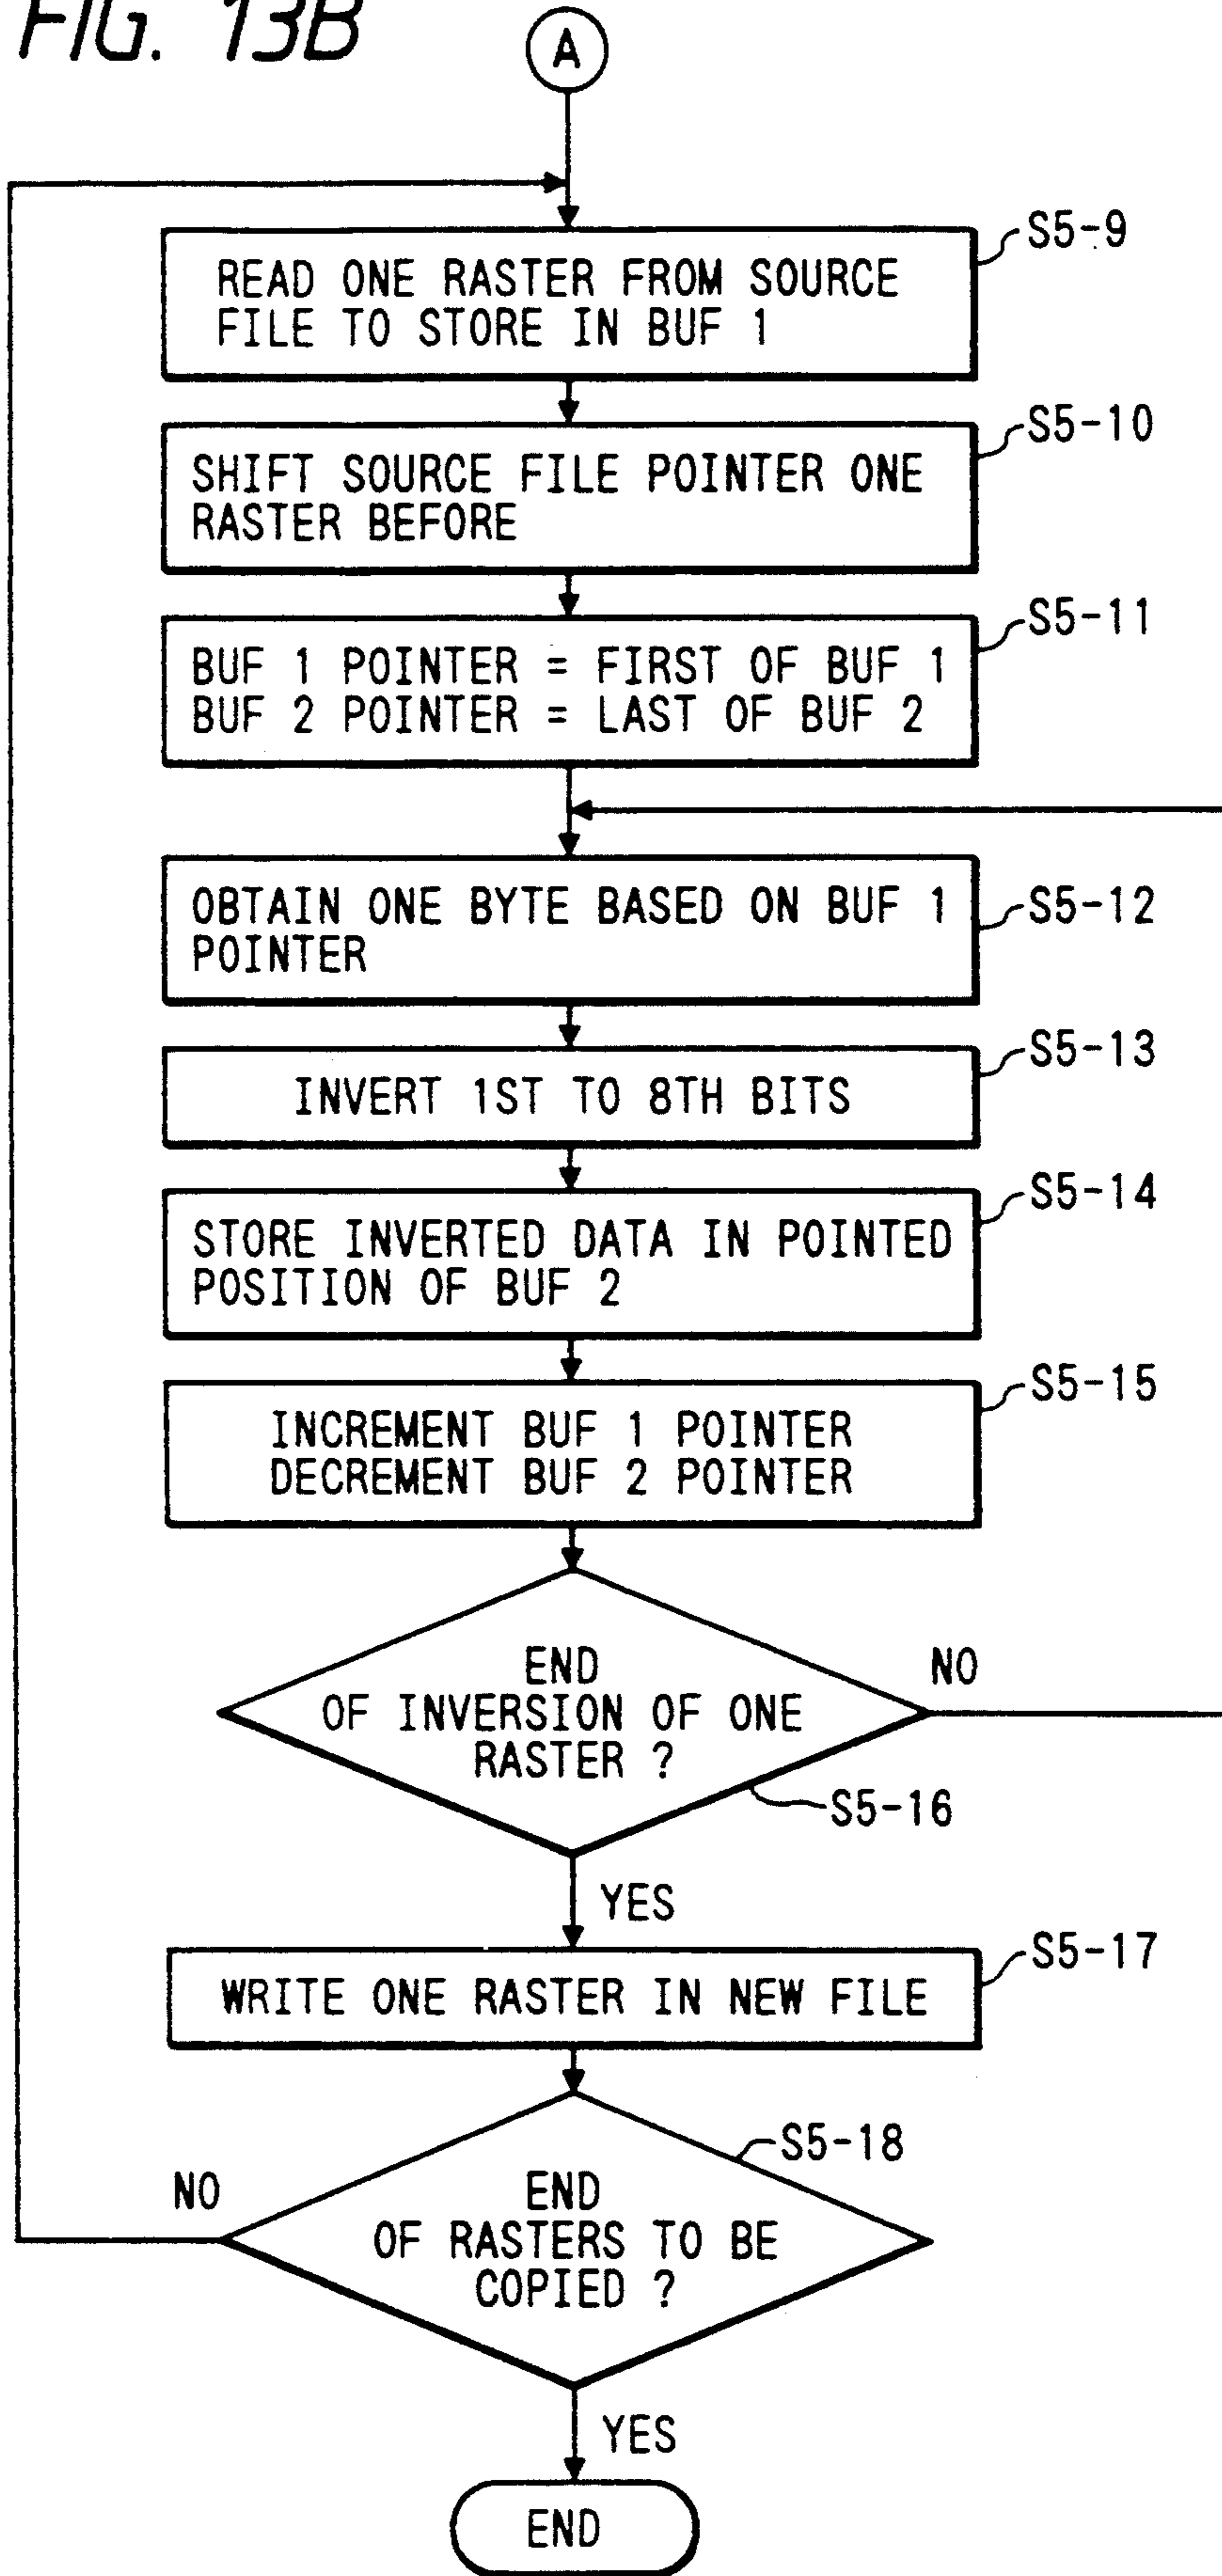 FIG. 13B
A
S5-9
READ ONE RASTER FROM SOURCE
FILE TO STORE IN BUF 1
S5-10
SHIFT SOURCE FILE POINTER ONE
RASTER BEFORE
S5-11
BUF 1 POINTER = FIRST OF BUF 1
BUF 2 POINTER = LAST OF BUF 2
OBTAIN ONE BYTE BASED ON BUF 1
POINTER
S5-12
S5-13
INVERT 1ST TO 8TH BITS
S5-14
STORE INVERTED DATA IN POINTED
POSITION OF BUF 2
S5-15
INCREMENT BUF 1 POINTER
DECREMENT BUF 2 POINTER
END
OF INVERSION OF ONE
RASTER ?
NO
S5-16
YES
S5-17
WRITE ONE RASTER IN NEW FILE
S5-18
NO
END
OF RASTERS TO BE
COPIED ?
YES
END